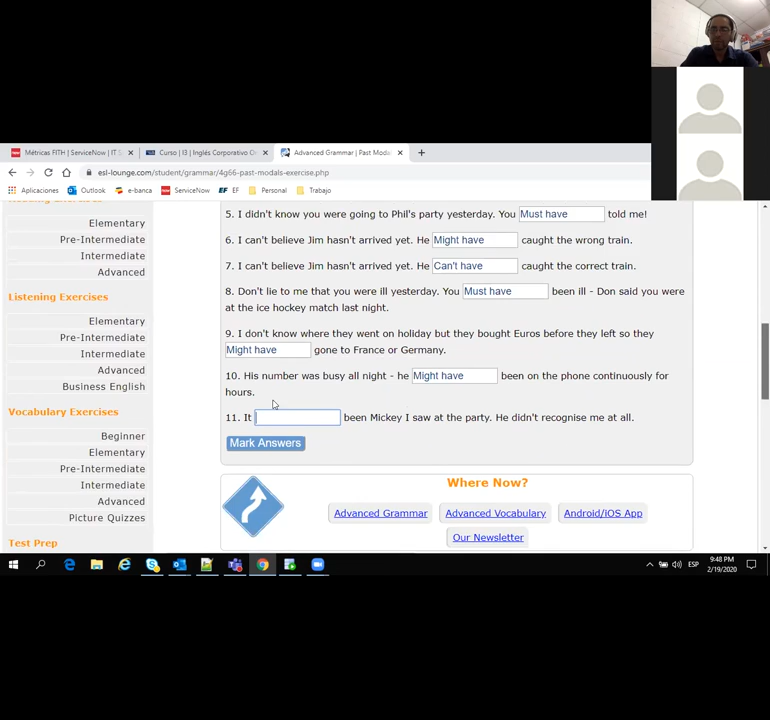 Métricas FITH | ServiceNow | IT S
Curso | I3 | Inglés Corporativo O
Advanced Grammar | Past Moda
esl-lounge.com/student/grammar/4g66-past-modals-exercise.php
Aplicaciones
Outlook
e-banca
ServiceNow
EF EF
Personal
Trabajo
Elementary
Pre-Intermediate
Intermediate
Advanced
Listening Exercises
Elementary
Pre-Intermediate
Intermediate
Advanced
Business English
Vocabulary Exercises
Beginner
Elementary
Pre-Intermediate
Intermediate
Advanced
Picture Quizzes
Test Prep
5. I didn't know you were going to Phil's party yesterday. You Must have told me!
6. I can't believe Jim hasn't arrived yet. He Might have caught the wrong train.
7. I can't believe Jim hasn't arrived yet. He Can't have caught the correct train.
8. Don't lie to me that you were ill yesterday. You Must have been ill - Don said you were
at the ice hockey match last night.
9. I don't know where they went on holiday but they bought Euros before they left so they
Might have gone to France or Germany.
10. His number was busy all night - he Might have been on the phone continuously for
hours.
11. It been Mickey I saw at the party. He didn't recognise me at all.
Mark Answers
Where Now?
Advanced Grammar
Advanced Vocabulary
Android/iOS App
Our Newsletter
ESP
9:48 PM
2/19/2020